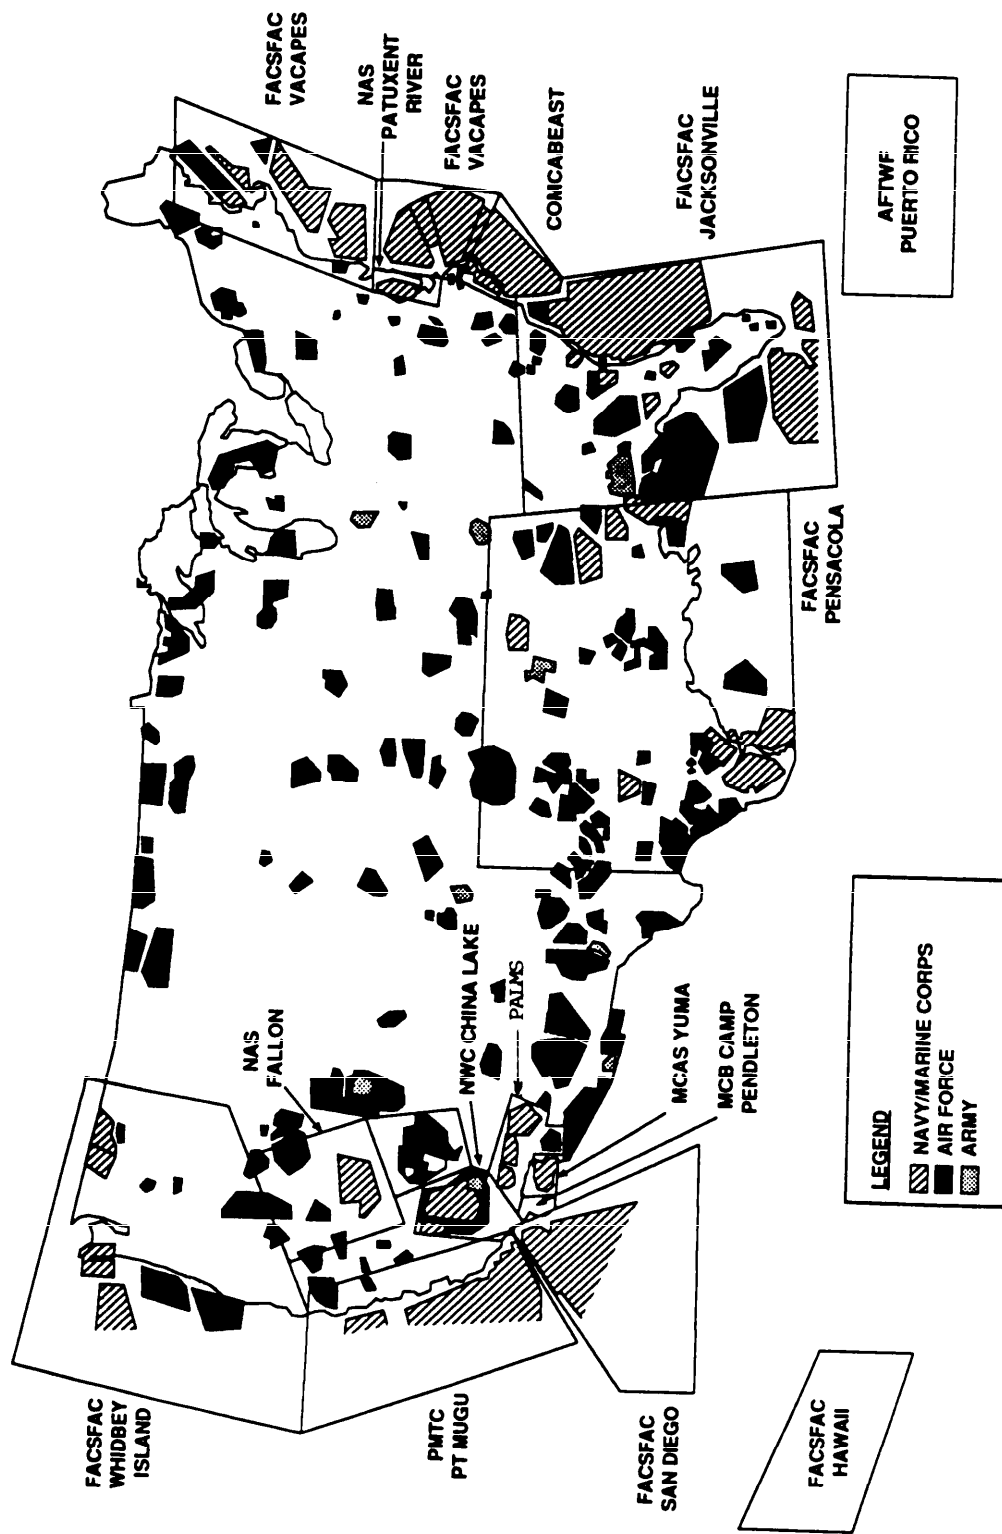 FACSFAC
VACAPES
NAS
PATUXENT
RIVER
FACSFAC
VACAPES
COMCABEAST
FACSFAC
JACKSONVILLE
AFTWF
PUERTO RICO
FACSFAC
PENSACOLA
NAS
FALLON
NWC CHINA LAKE
PALMS
MCAS YUMA
MCB CAMP
PENDLETON
FACSFAC
WHIDBEY
ISLAND
PMTC
PT MUGU
FACSFAC
SAN DIEGO
FACSFAC
HAWAII
LEGEND
NAVY/MARINE CORPS
AIR FORCE
ARMY